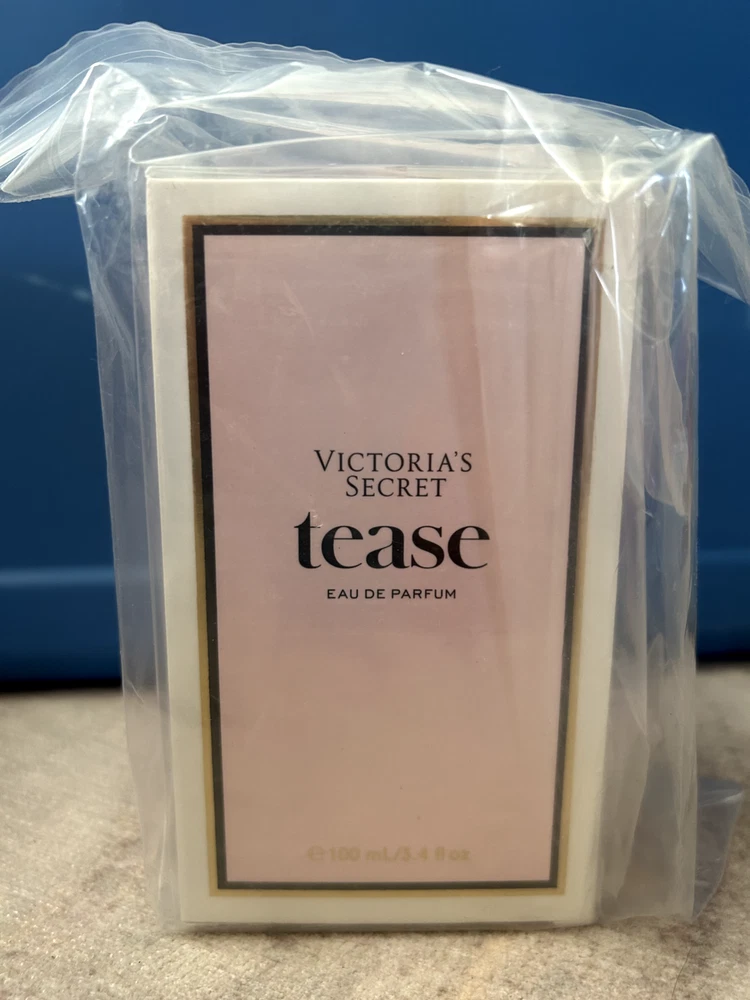 VICTORIA'S
SECRET
tease
EAU DE PARFUM
℮ 100 mL/3.4 fl oz